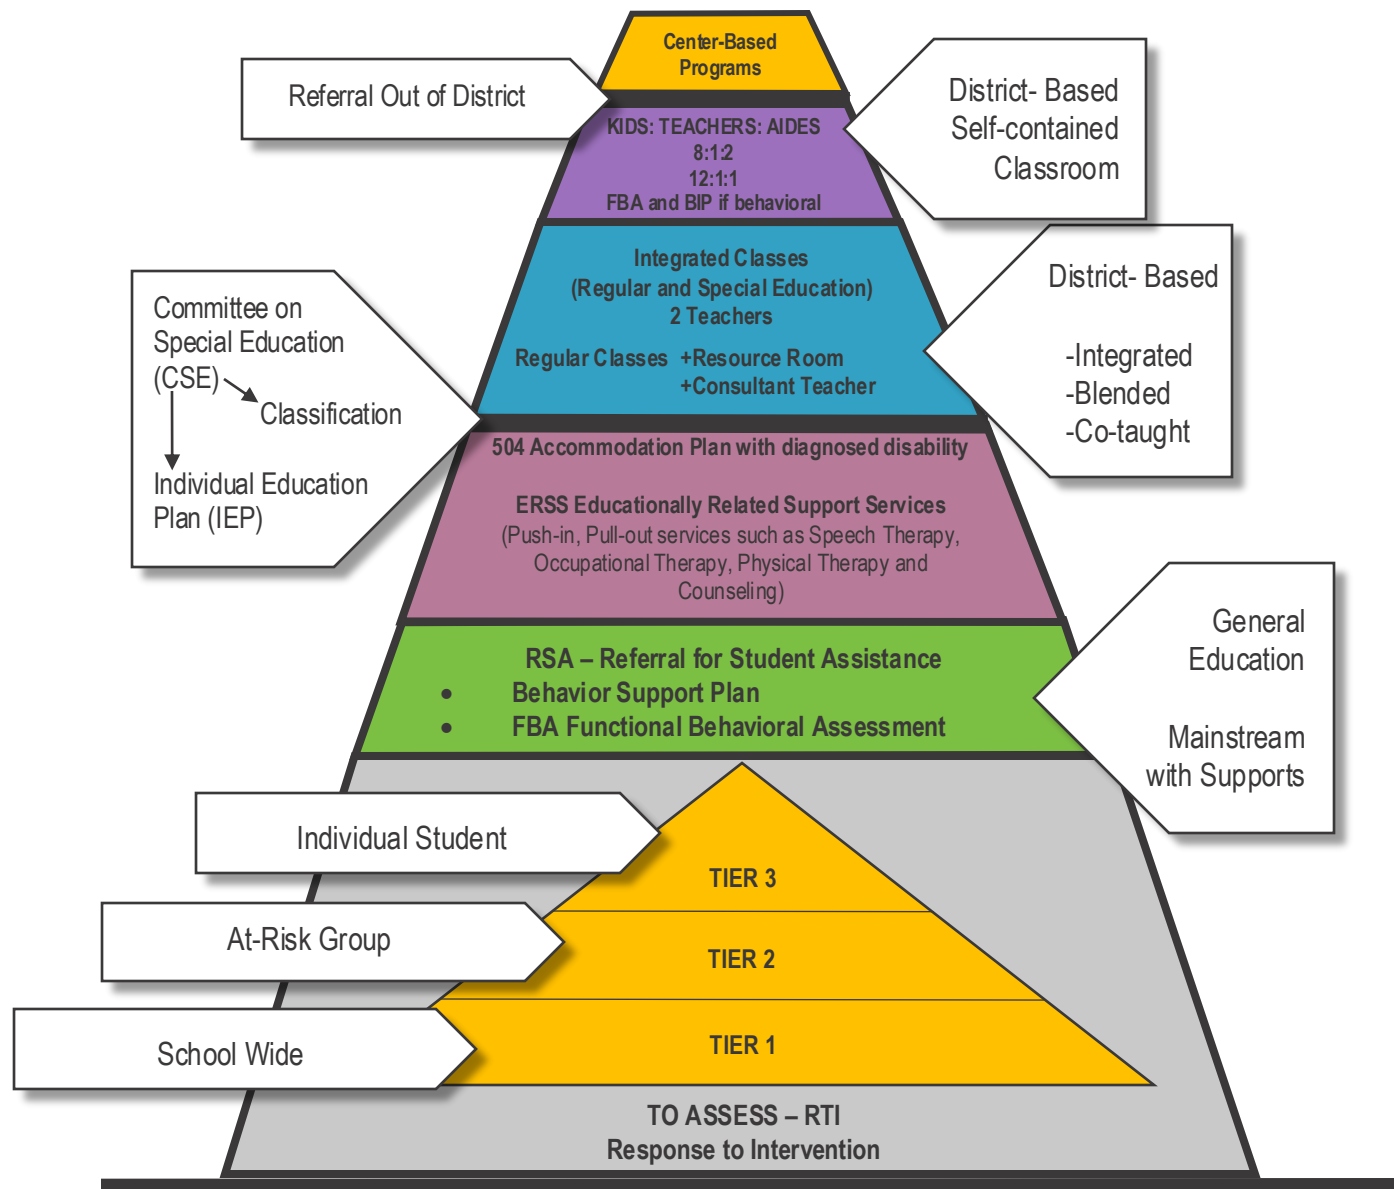 Center-Based
Programs
Referral Out of District
District- Based
Self-contained
Classroom
KIDS: TEACHERS: AIDES
8:1:2
12:1:1
FBA and BIP if behavioral
Integrated Classes
(Regular and Special Education)
2 Teachers
Regular Classes +Resource Room
+Consultant Teacher
District- Based
-Integrated
-Blended
-Co-taught
Committee on
Special Education
(CSE)
Classification
Individual Education
Plan (IEP)
504 Accommodation Plan with diagnosed disability
ERSS Educationally Related Support Services
(Push-in, Pull-out services such as Speech Therapy,
Occupational Therapy, Physical Therapy and
Counseling)
RSA – Referral for Student Assistance
• Behavior Support Plan
• FBA Functional Behavioral Assessment
General
Education
Mainstream
with Supports
Individual Student
TIER 3
At-Risk Group
TIER 2
School Wide
TIER 1
TO ASSESS – RTI
Response to Intervention